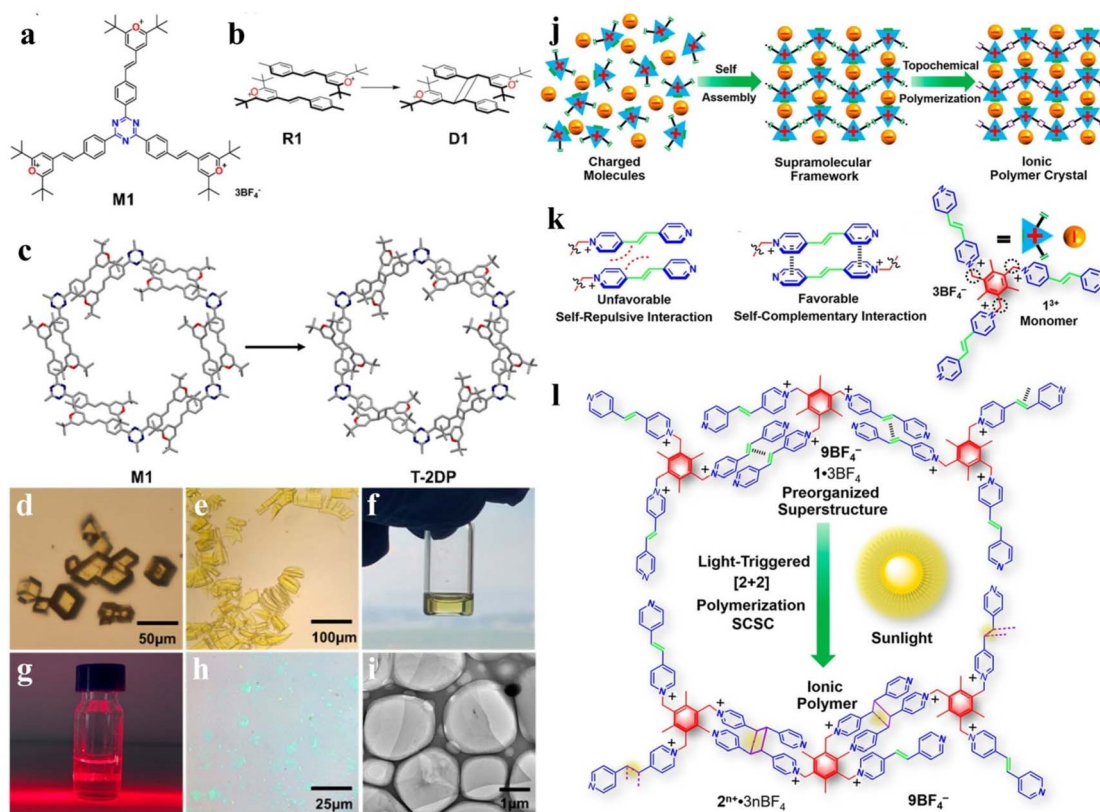 a
O+
O+
O+
N
N
N
M1
3BF₄⁻
b
O+
O+
R1
O+
O+
D1
c
M1
T-2DP
d
50μm
e
100μm
f
g
h
25μm
i
1μm
j
Self
Assembly
Topochemical
Polymerization
Charged
Molecules
Supramolecular
Framework
Ionic
Polymer Crystal
k
N
N
+
N
N
+
Unfavorable
Self-Repulsive Interaction
N
N
+
N
N
+
Favorable
Self-Complementary Interaction
N
N
+
=
+
3BF₄⁻
N
N
1³⁺
Monomer
l
9BF₄⁻
1•3BF₄
Preorganized
Superstructure
Light-Triggered
[2+2]
Polymerization
SCSC
Sunlight
Ionic
Polymer
2ⁿ⁺•3nBF₄
9BF₄⁻